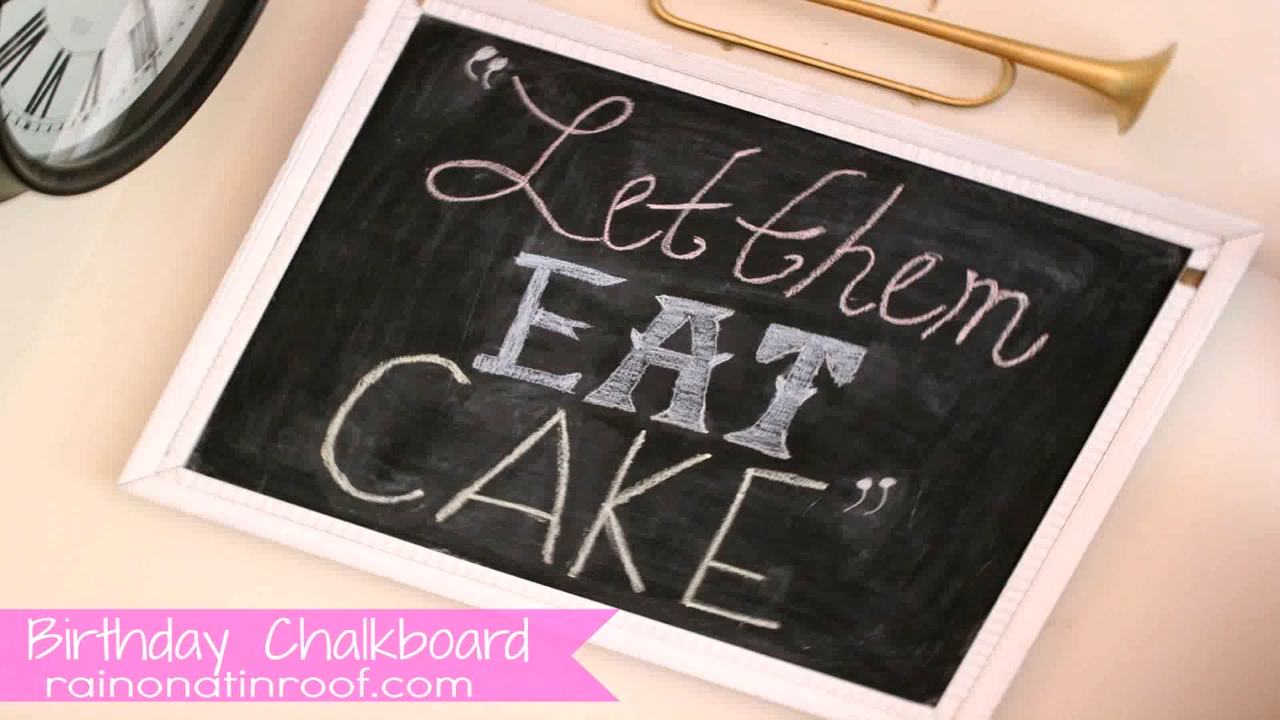 “Let them
EAT
CAKE”
Birthday Chalkboard
rainonatinroof.com